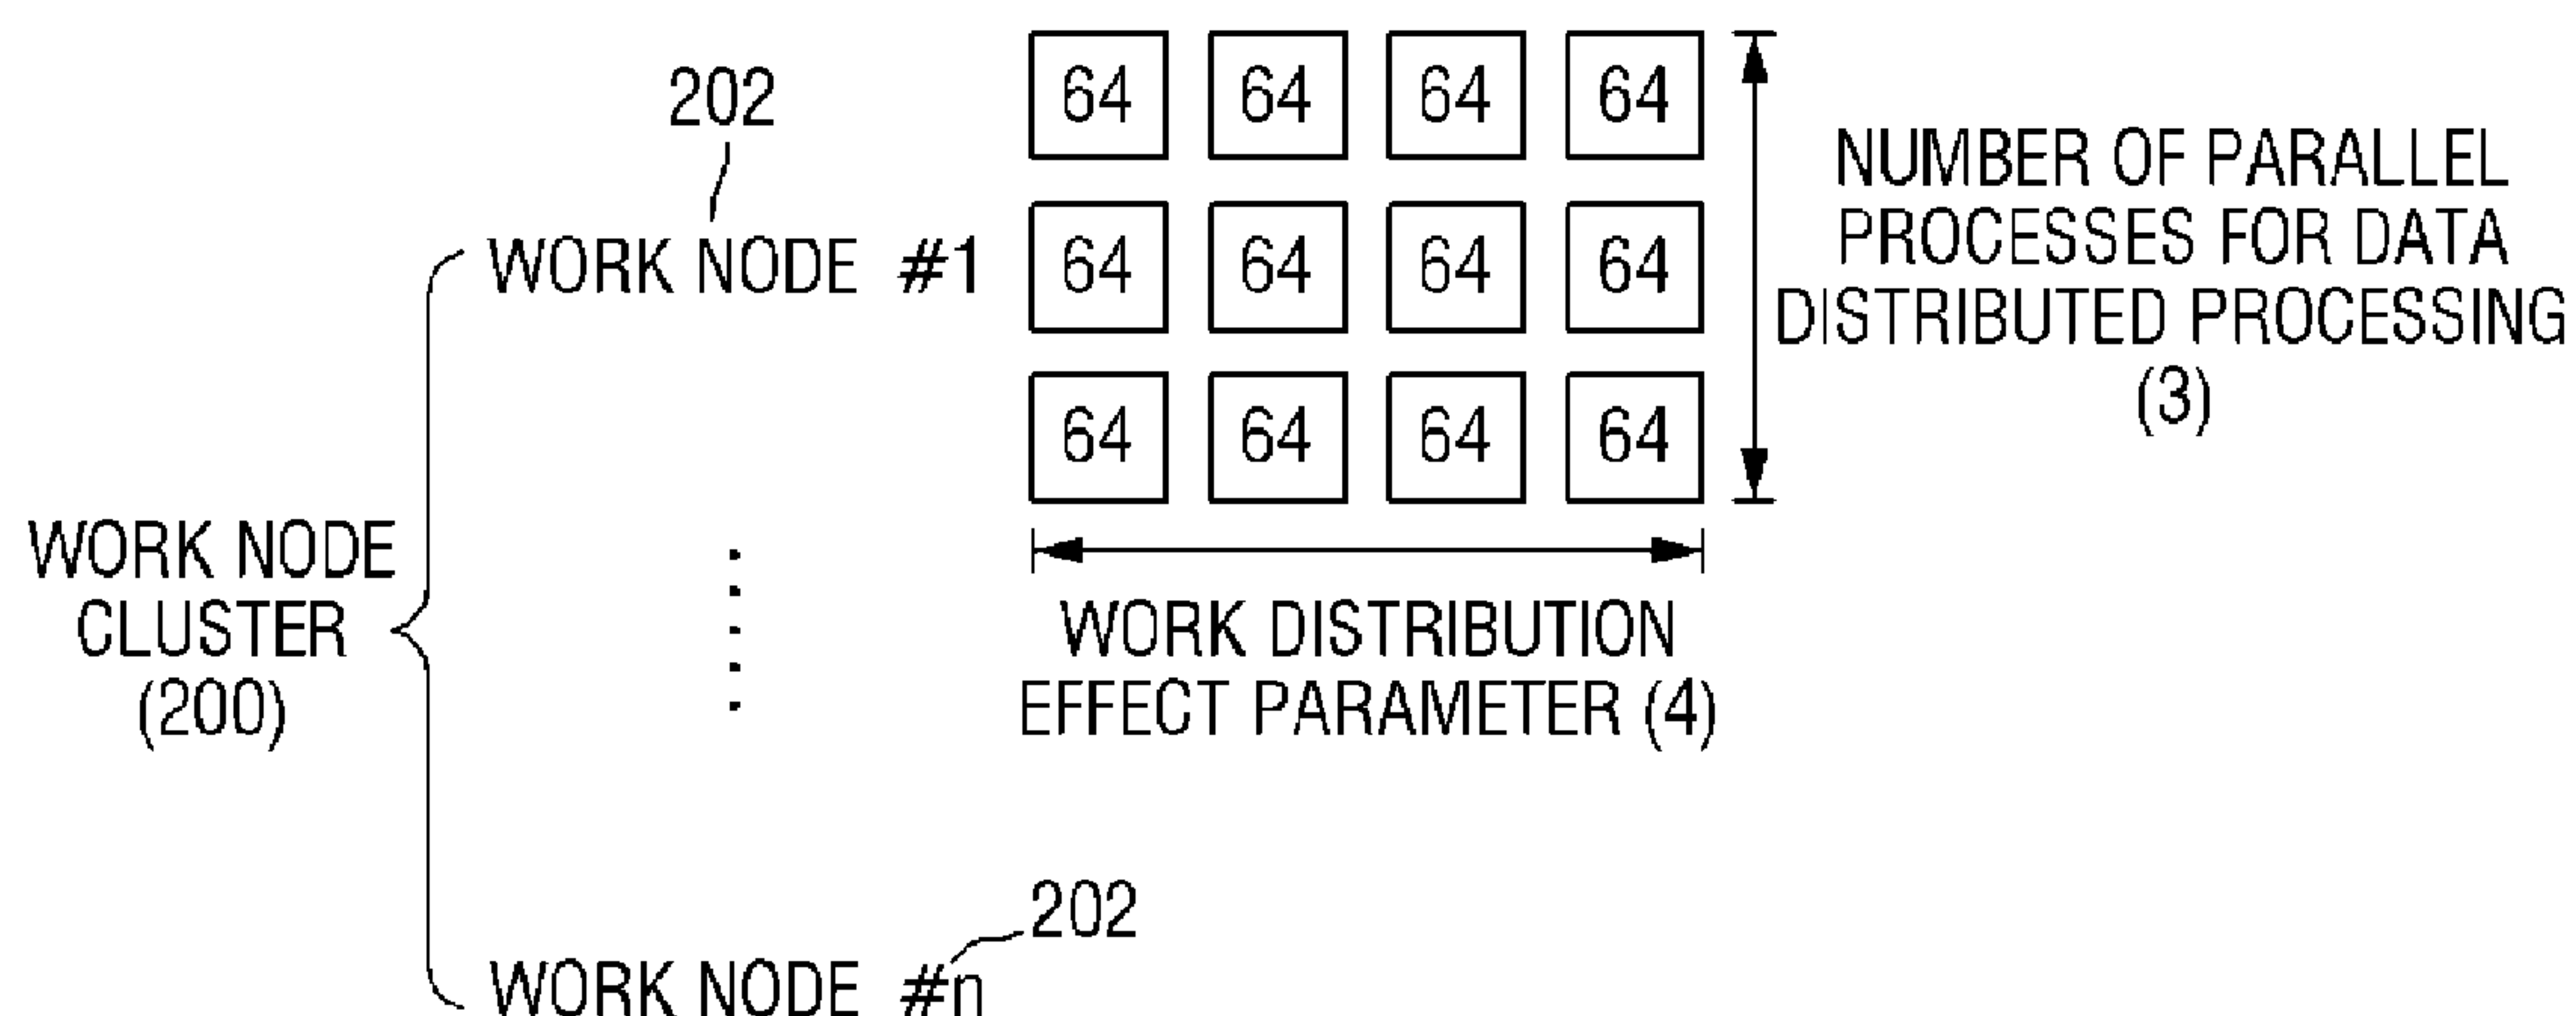 202
64 64 64 64
WORK NODE #1
64 64 64 64
64 64 64 64
NUMBER OF PARALLEL
PROCESSES FOR DATA
DISTRIBUTED PROCESSING
(3)
WORK NODE
CLUSTER
(200)
WORK DISTRIBUTION
EFFECT PARAMETER (4)
202
WORK NODE #n